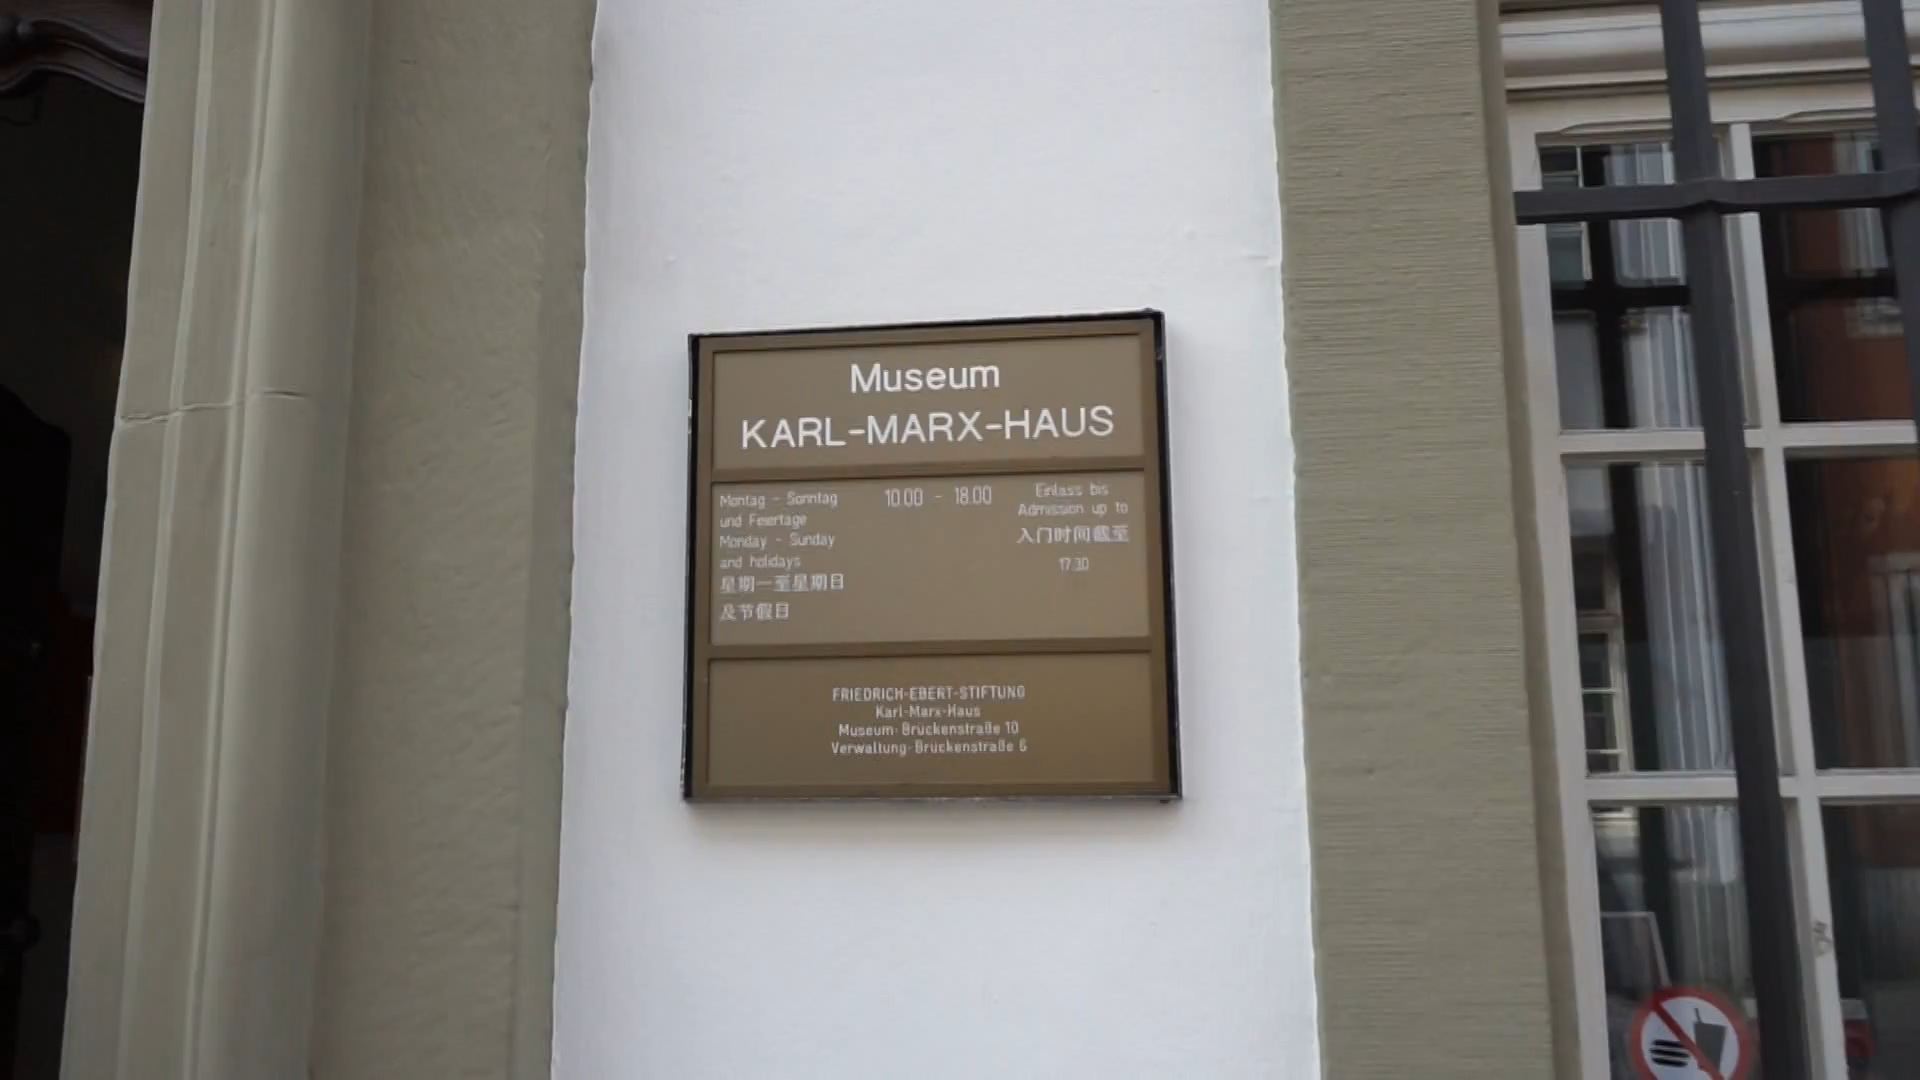 Museum
KARL-MARX-HAUS
Montag - Sonntag
und Feiertage
Monday - Sunday
and holidays
星期一至星期日
及节假日
10.00 - 18.00
Einlass bis
Admission up to
入门时间截至
17.30
FRIEDRICH-EBERT-STIFTUNG
Karl-Marx-Haus
Museum: Brückenstraße 10
Verwaltung: Brückenstraße 6